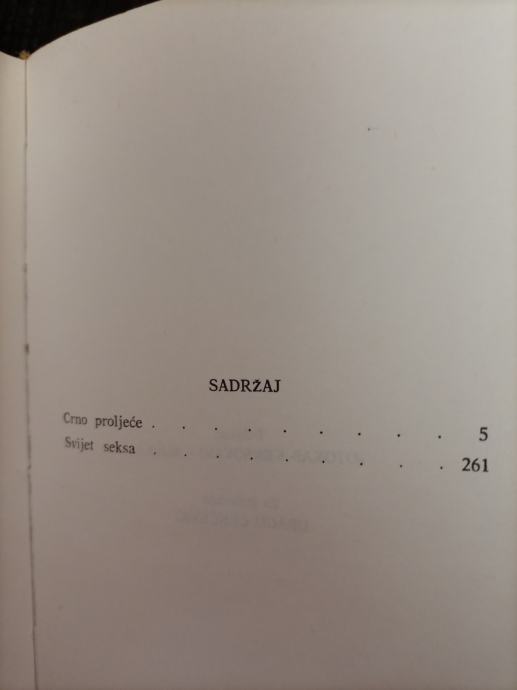 SADRŽAJ
Crno proljeće . . . . . . . . . . 5
Svijet seksa . . . . . . . . . . 261